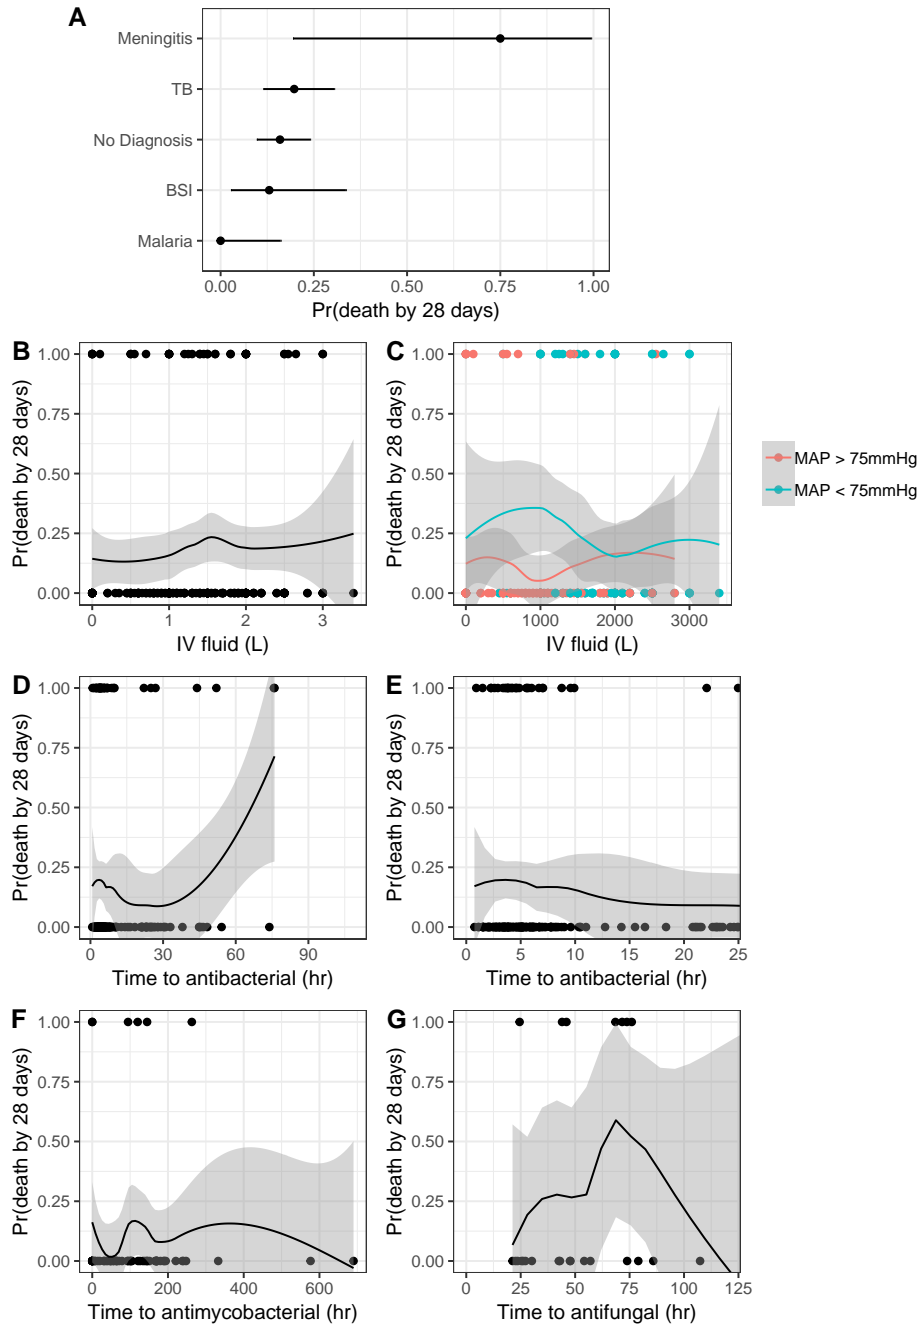 A
Meningitis
TB
No Diagnosis
BSI
Malaria
0.00 0.25 0.50 0.75 1.00
Pr(death by 28 days)
B
1.00
0.75
0.50
0.25
0.00
Pr(death by 28 days)
0 1 2 3
IV fluid (L)
C
1.00
0.75
0.50
0.25
0.00
Pr(death by 28 days)
0 1000 2000 3000
IV fluid (L)
MAP > 75mmHg
MAP < 75mmHg
D
1.00
0.75
0.50
0.25
0.00
Pr(death by 28 days)
0 30 60 90
Time to antibacterial (hr)
E
1.00
0.75
0.50
0.25
0.00
Pr(death by 28 days)
0 5 10 15 20 25
Time to antibacterial (hr)
F
1.00
0.75
0.50
0.25
0.00
Pr(death by 28 days)
0 200 400 600
Time to antimycobacterial (hr)
G
1.00
0.75
0.50
0.25
0.00
Pr(death by 28 days)
0 25 50 75 100 125
Time to antifungal (hr)